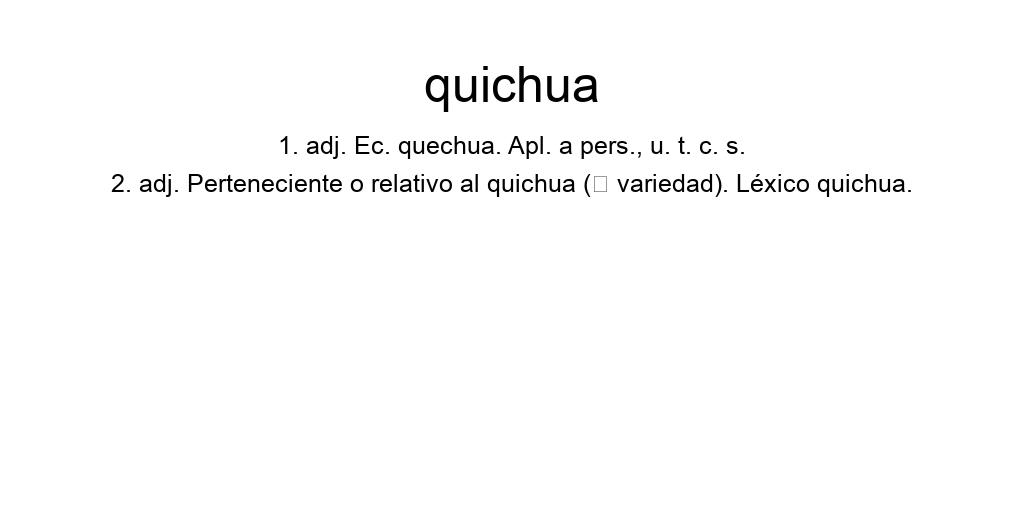 quichua
1. adj. Ec. quechua. Apl. a pers., u. t. c. s.
2. adj. Perteneciente o relativo al quichua (□ variedad). Léxico quichua.